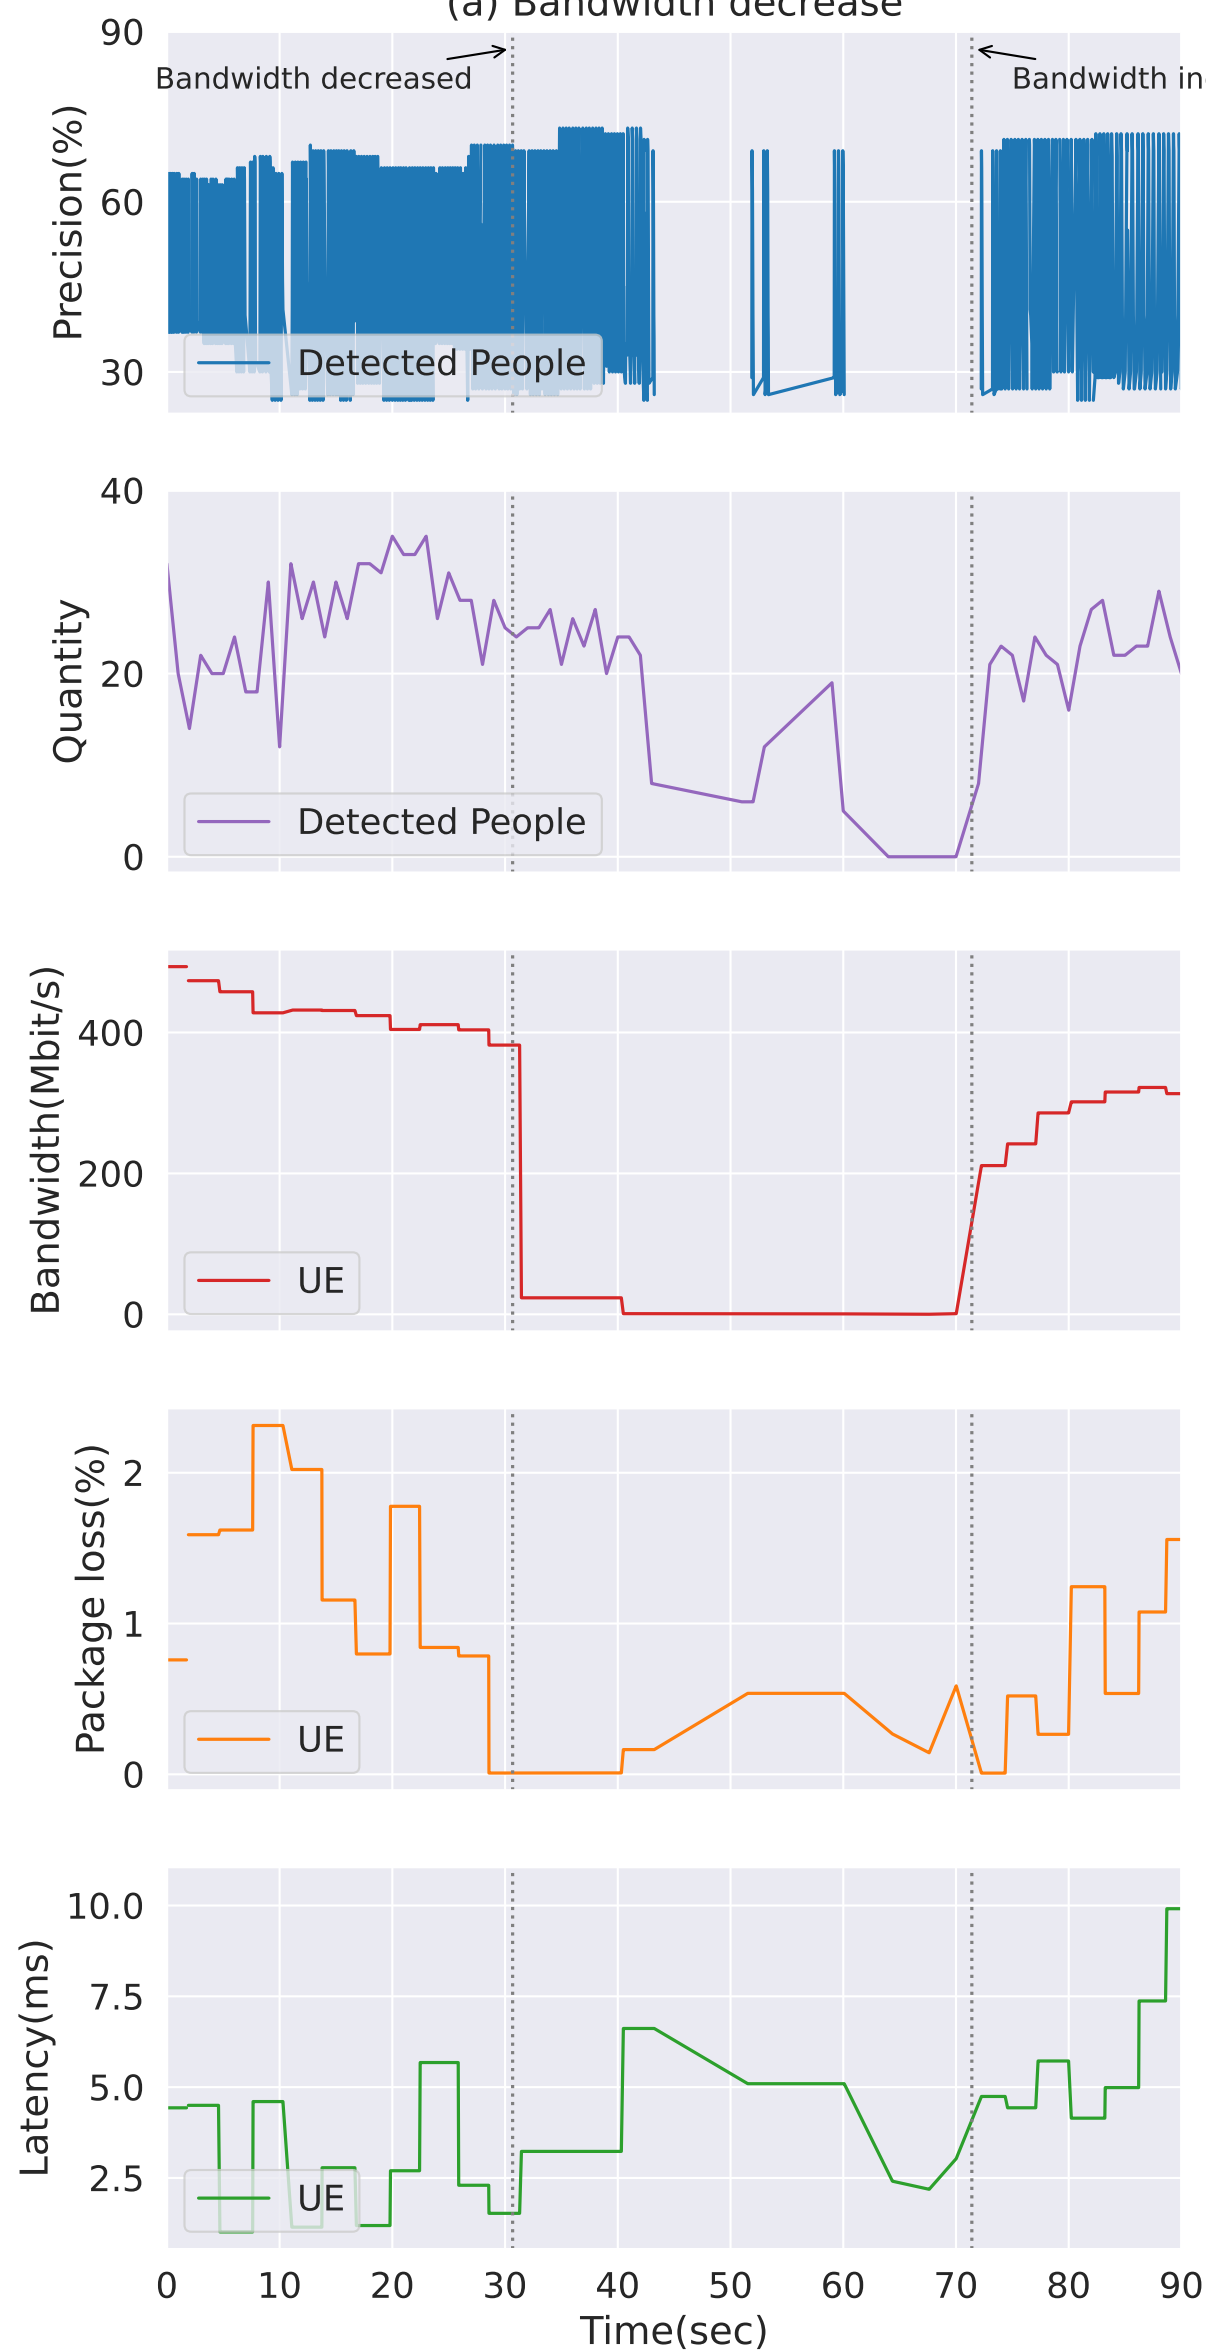 (a) Bandwidth decrease
90
Bandwidth decreased
Bandwidth in
60
30
Precision(%)
Detected People
40
20
0
Quantity
Detected People
400
200
0
Bandwidth(Mbit/s)
UE
2
1
0
Package loss(%)
UE
10.0
7.5
5.0
2.5
Latency(ms)
UE
0 10 20 30 40 50 60 70 80 90
Time(sec)